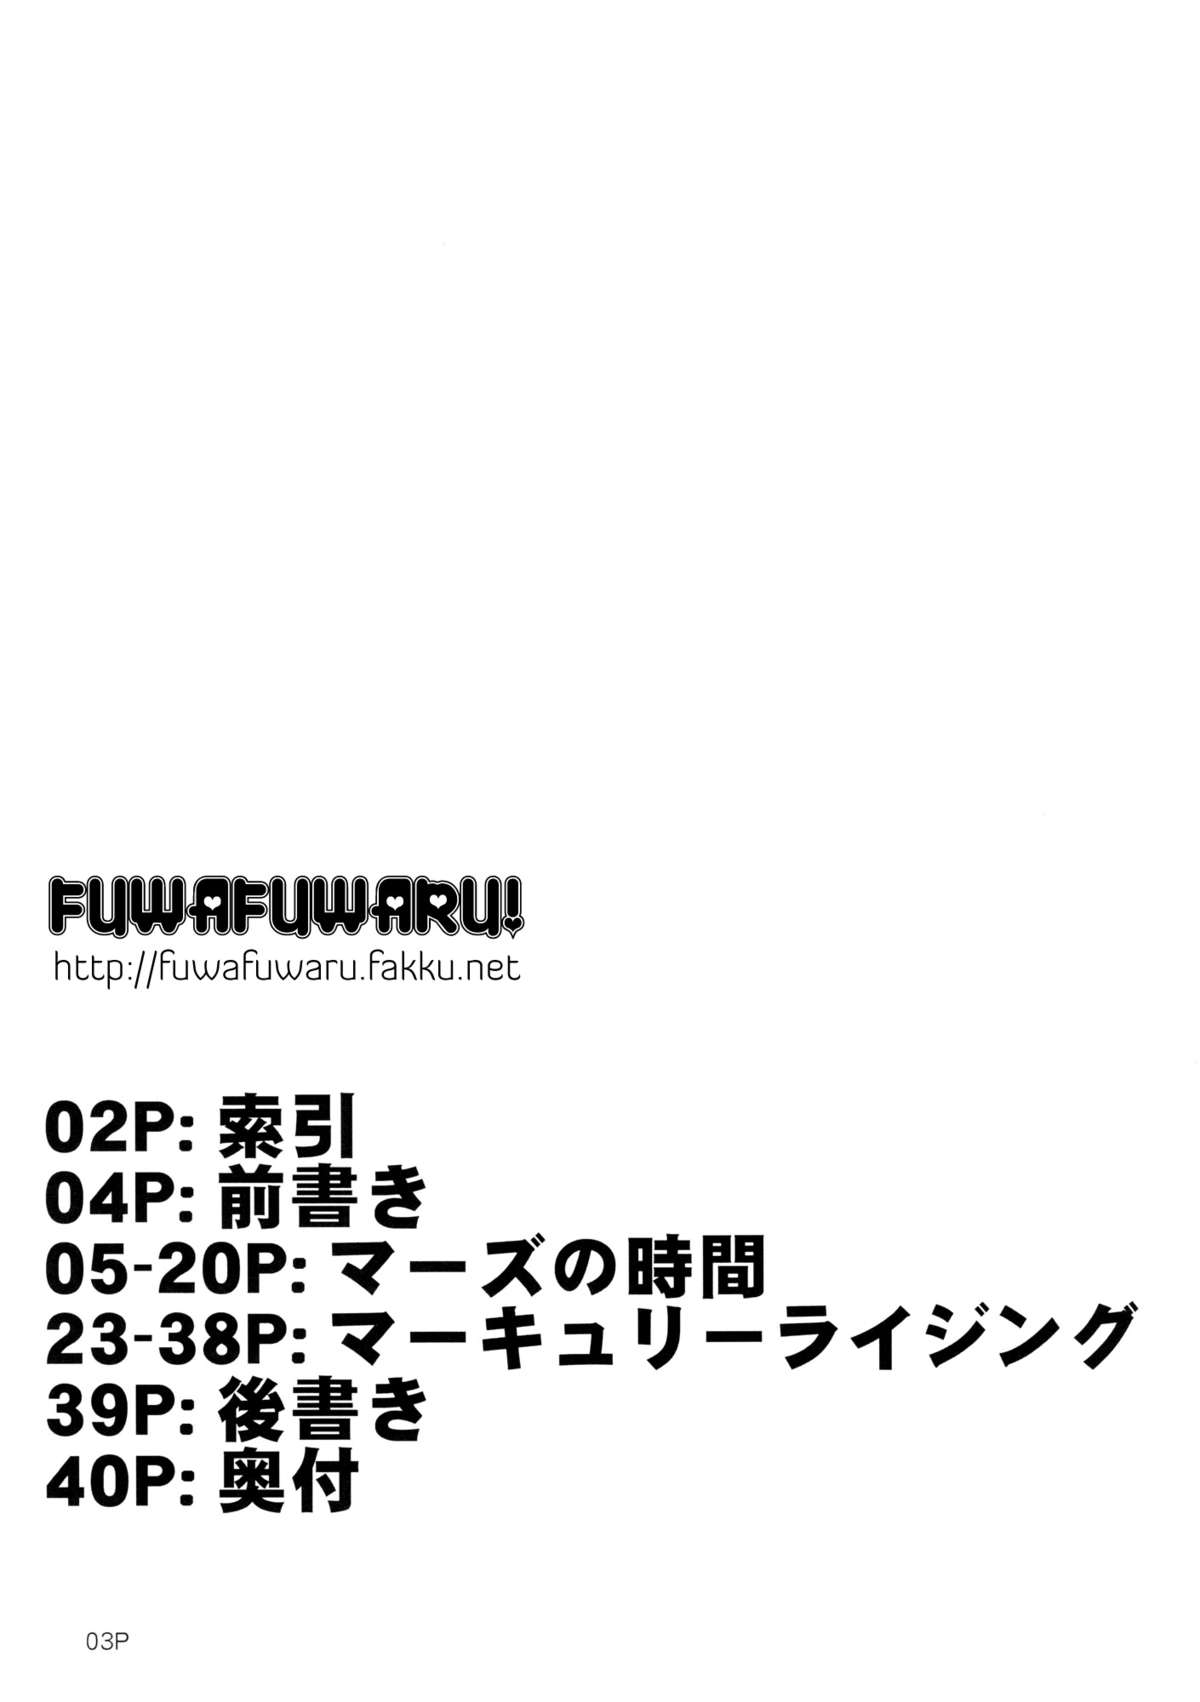 FUWAFUWARU!
http://fuwafuwaru.fakku.net
02P: 索引
04P: 前書き
05-20P: マーズの時間
23-38P: マーキュリーライジング
39P: 後書き
40P: 奥付
03P